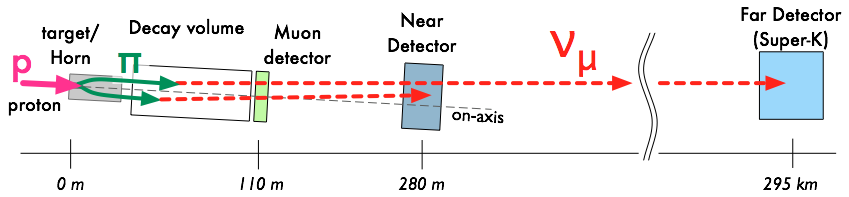 target/
Horn
Decay volume
Muon
detector
Near
Detector
Far Detector
(Super-K)
p
π
νμ
proton
on-axis
0 m
110 m
280 m
295 km